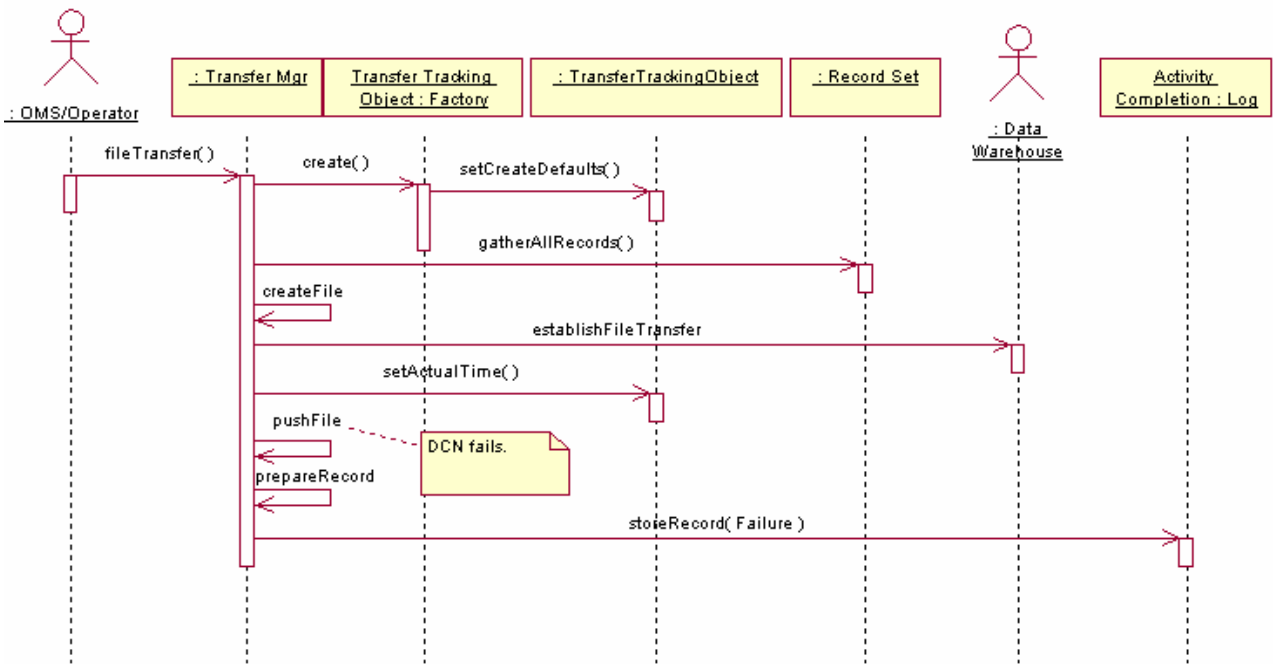 : OMS/Operator
: Transfer Mgr
Transfer Tracking
Object : Factory
: TransferTrackingObject
: Record Set
: Data
Warehouse
Activity
Completion : Log
fileTransfer( )
create( )
setCreateDefaults( )
gatherAllRecords( )
createFile
establishFileTransfer
setActualTime( )
pushFile
DCN fails.
prepareRecord
storeRecord( Failure )